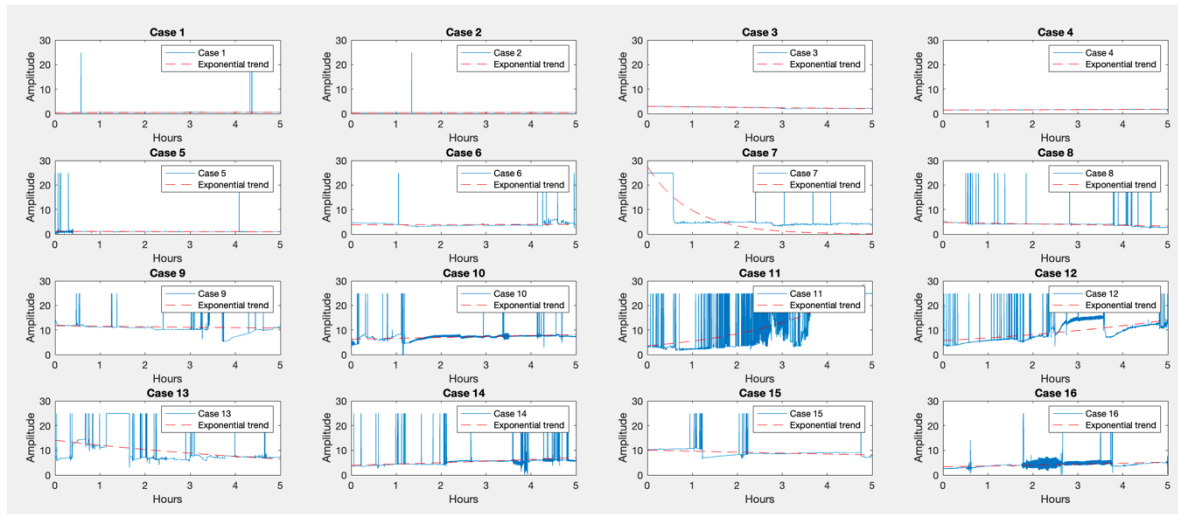 Case 1
Case 2
Case 3
Case 4
30
20
10
0
Amplitude
Case 1
Exponential trend
0 1 2 3 4 5
Hours
30
20
10
0
Amplitude
Case 2
Exponential trend
0 1 2 3 4 5
Hours
30
20
10
0
Amplitude
Case 3
Exponential trend
0 1 2 3 4 5
Hours
30
20
10
0
Amplitude
Case 4
Exponential trend
0 1 2 3 4 5
Hours
Case 5
Case 6
Case 7
Case 8
30
20
10
0
Amplitude
Case 5
Exponential trend
0 1 2 3 4 5
Hours
30
20
10
0
Amplitude
Case 6
Exponential trend
0 1 2 3 4 5
Hours
30
20
10
0
Amplitude
Case 7
Exponential trend
0 1 2 3 4 5
Hours
30
20
10
0
Amplitude
Case 8
Exponential trend
0 1 2 3 4 5
Hours
Case 9
Case 10
Case 11
Case 12
30
20
10
0
Amplitude
Case 9
Exponential trend
0 1 2 3 4 5
Hours
30
20
10
0
Amplitude
Case 10
Exponential trend
0 1 2 3 4 5
Hours
30
20
10
0
Amplitude
Case 11
Exponential trend
0 1 2 3 4 5
Hours
30
20
10
0
Amplitude
Case 12
Exponential trend
0 1 2 3 4 5
Hours
Case 13
Case 14
Case 15
Case 16
30
20
10
0
Amplitude
Case 13
Exponential trend
0 1 2 3 4 5
Hours
30
20
10
0
Amplitude
Case 14
Exponential trend
0 1 2 3 4 5
Hours
30
20
10
0
Amplitude
Case 15
Exponential trend
0 1 2 3 4 5
Hours
30
20
10
0
Amplitude
Case 16
Exponential trend
0 1 2 3 4 5
Hours